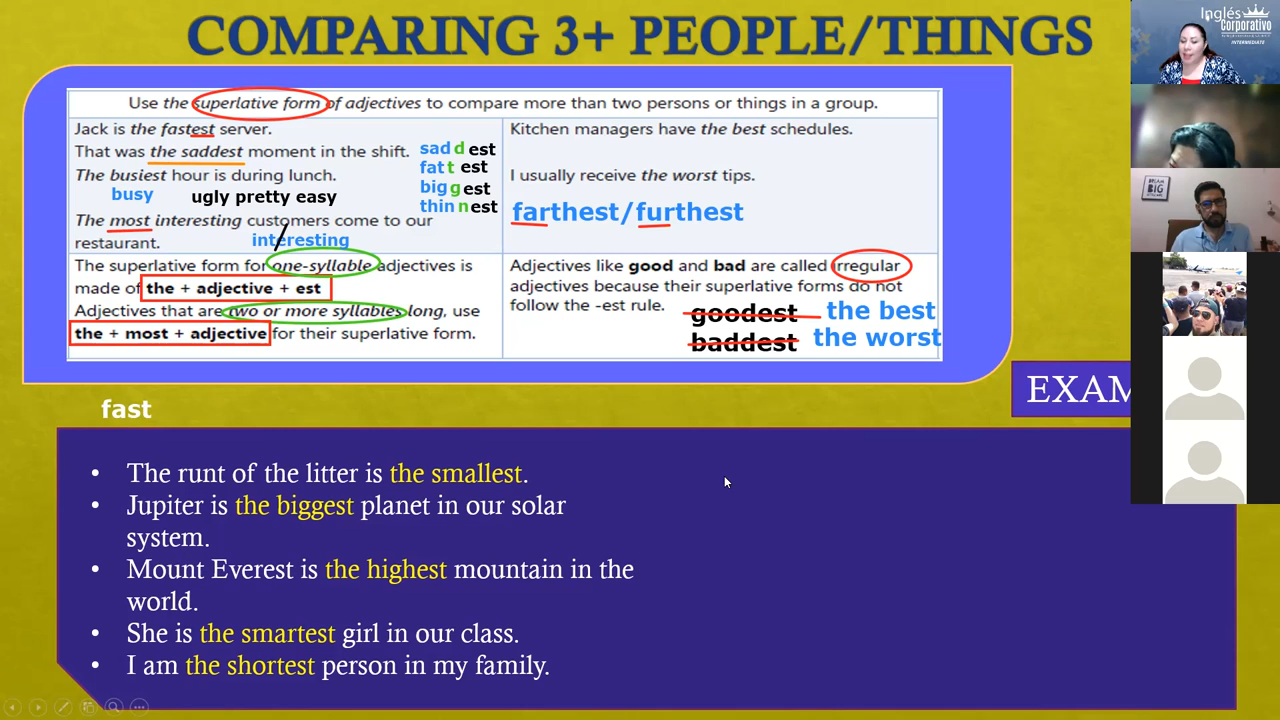 COMPARING 3+ PEOPLE/THINGS
Use the superlative form of adjectives to compare more than two persons or things in a group.
Jack is the fastest server.
That was the saddest moment in the shift.
The busiest hour is during lunch.
busy
ugly pretty easy
The most interesting customers come to our
restaurant.
interesting
sad d est
fat t est
big g est
thin n est
Kitchen managers have the best schedules.
I usually receive the worst tips.
farthest/furthest
The superlative form for one-syllable adjectives is
made of the + adjective + est
Adjectives that are two or more syllables long, use
the + most + adjective for their superlative form.
Adjectives like good and bad are called irregular
adjectives because their superlative forms do not
follow the -est rule.
goodest the best
baddest the worst
EXAM
fast
• The runt of the litter is the smallest.
• Jupiter is the biggest planet in our solar
system.
• Mount Everest is the highest mountain in the
world.
• She is the smartest girl in our class.
• I am the shortest person in my family.
Inglés
Corporativo
INTERMEDIATE
DREAM
BIG